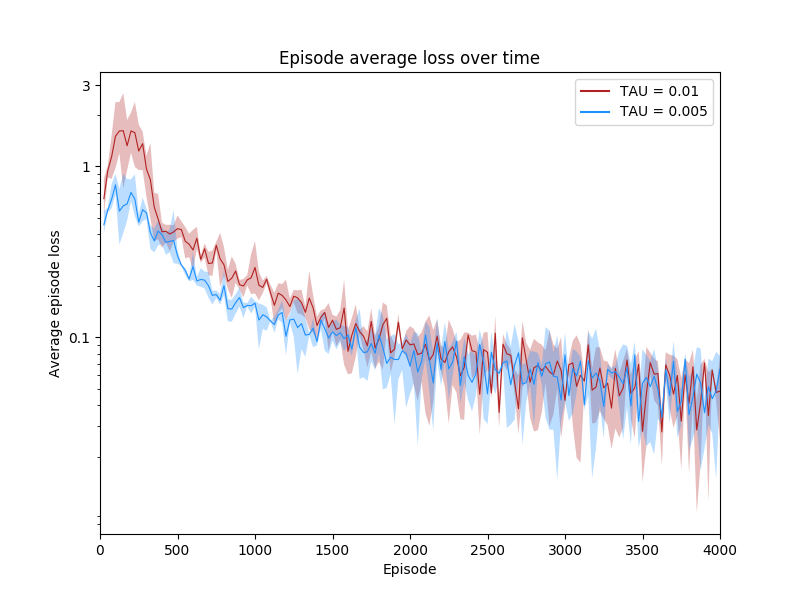 Episode average loss over time
TAU = 0.01
TAU = 0.005
3
1
0.1
Average episode loss
0 500 1000 1500 2000 2500 3000 3500 4000
Episode